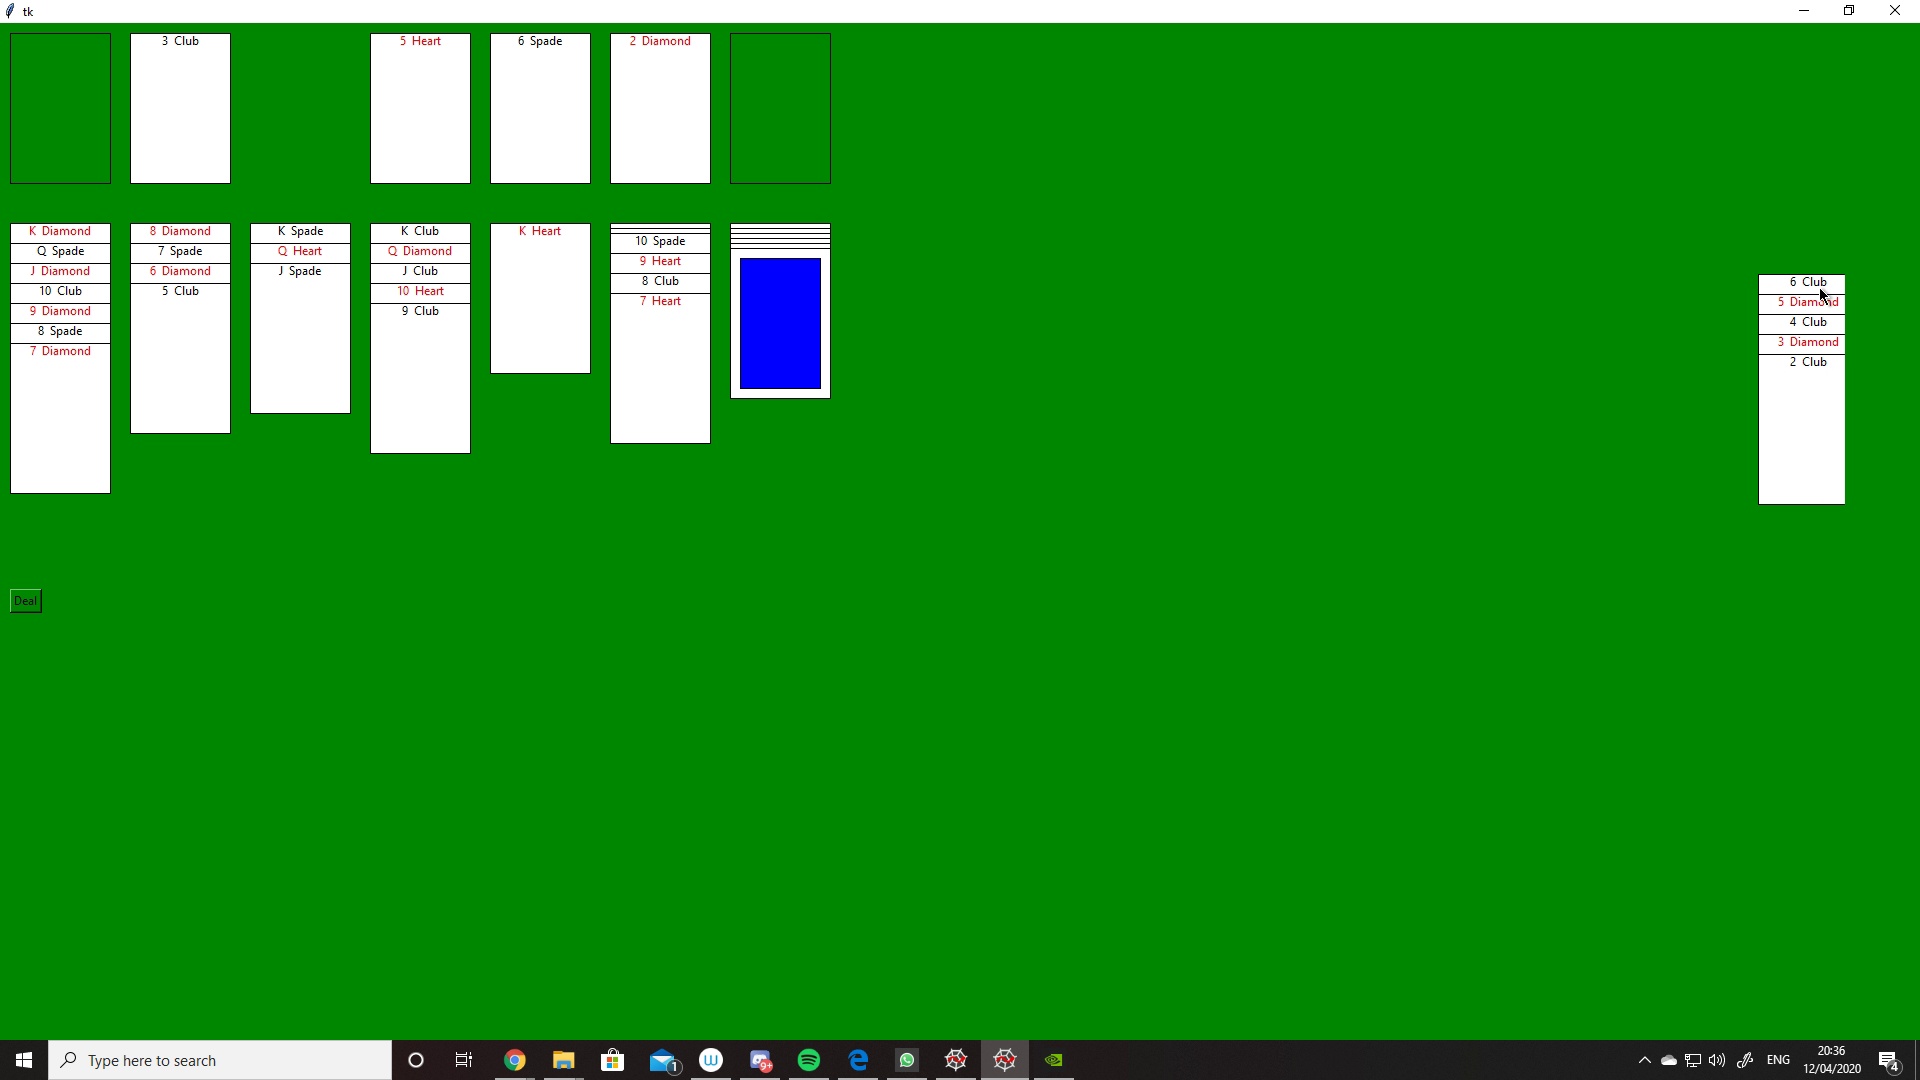 tk
3 Club
5 Heart
6 Spade
2 Diamond
K Diamond
Q Spade
J Diamond
10 Club
9 Diamond
8 Spade
7 Diamond
8 Diamond
7 Spade
6 Diamond
5 Club
K Spade
Q Heart
J Spade
K Club
Q Diamond
J Club
10 Heart
9 Club
K Heart
10 Spade
9 Heart
8 Club
7 Heart
6 Club
5 Diamond
4 Club
3 Diamond
2 Club
Deal
Type here to search
1
W
9+
ENG
20:36
12/04/2020
4